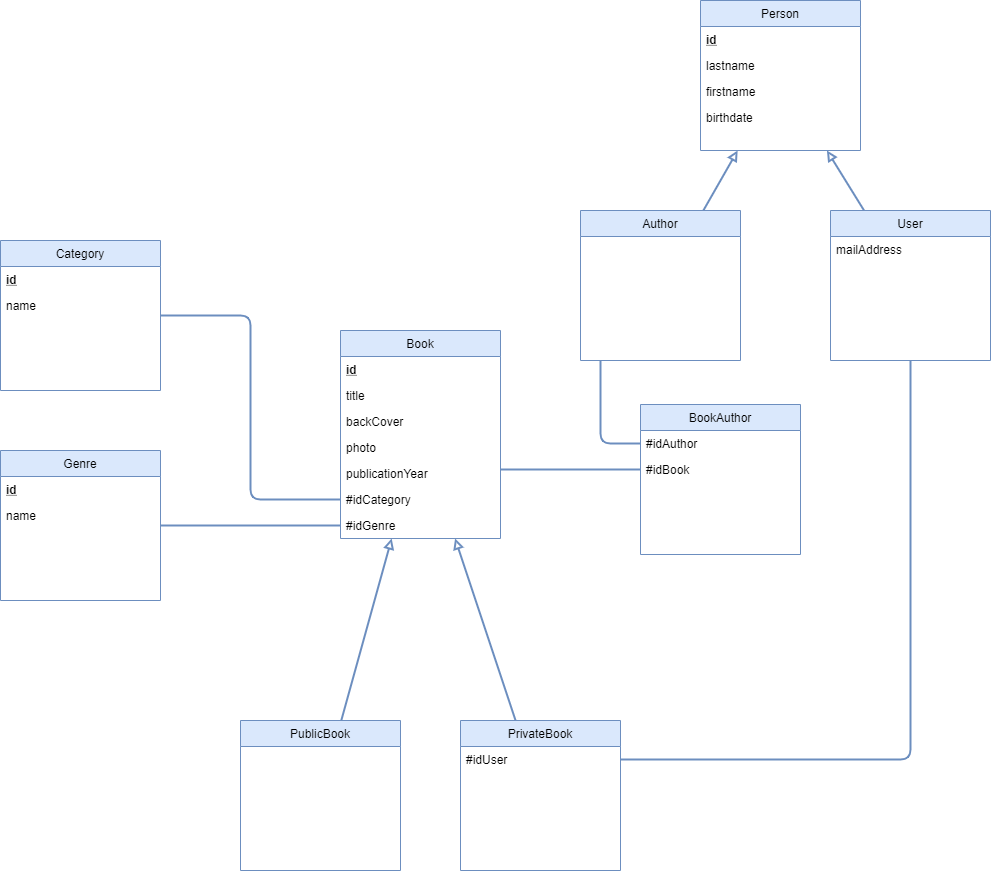 Person
id
lastname
firstname
birthdate
Author
User
mailAddress
Category
id
name
Book
id
title
backCover
photo
publicationYear
#idCategory
#idGenre
BookAuthor
#idAuthor
#idBook
Genre
id
name
PublicBook
PrivateBook
#idUser